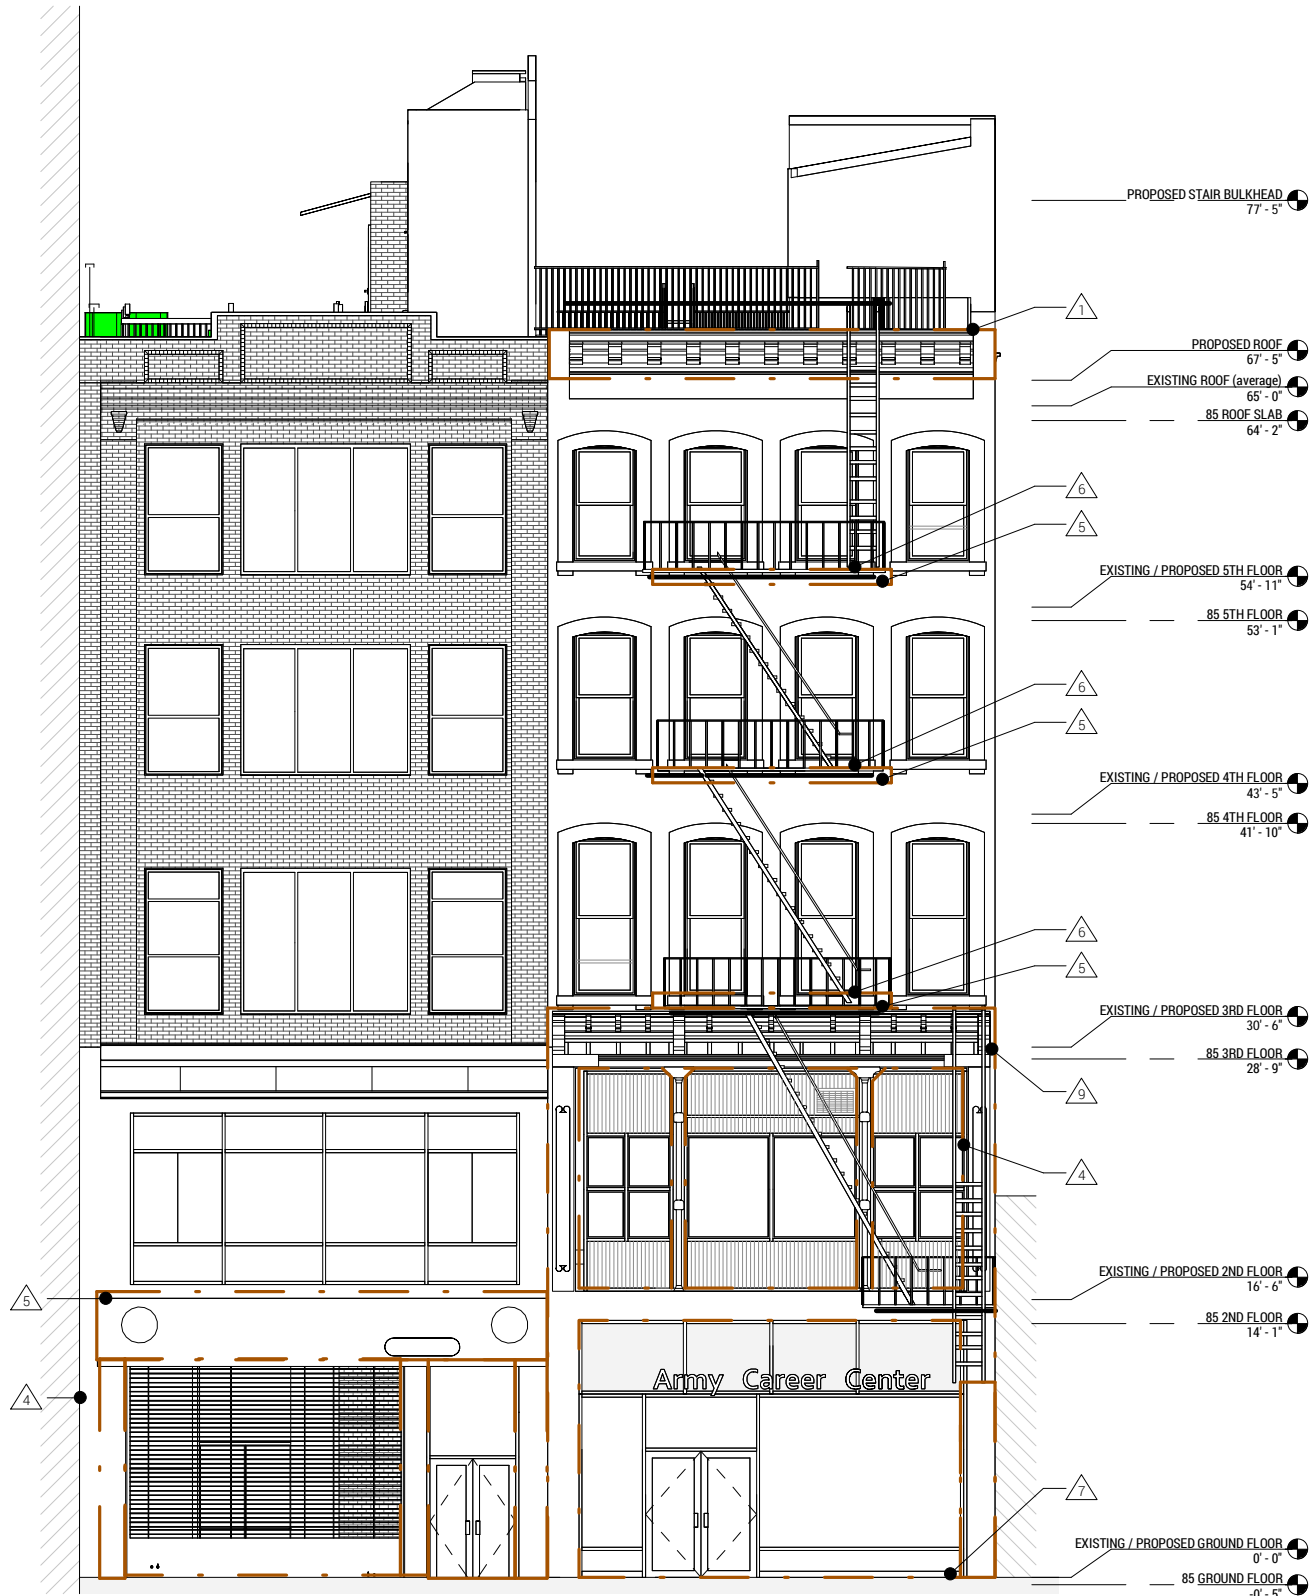 PROPOSED STAIR BULKHEAD
77' - 5"
1
PROPOSED ROOF
67' - 5"
EXISTING ROOF (average)
65' - 0"
85 ROOF SLAB
64' - 2"
6
5
EXISTING / PROPOSED 5TH FLOOR
54' - 11"
85 5TH FLOOR
53' - 1"
6
5
EXISTING / PROPOSED 4TH FLOOR
43' - 5"
85 4TH FLOOR
41' - 10"
6
5
EXISTING / PROPOSED 3RD FLOOR
30' - 6"
85 3RD FLOOR
28' - 9"
9
4
EXISTING / PROPOSED 2ND FLOOR
16' - 6"
5
85 2ND FLOOR
14' - 1"
Army Career Center
4
7
EXISTING / PROPOSED GROUND FLOOR
0' - 0"
85 GROUND FLOOR
-0' - 5"